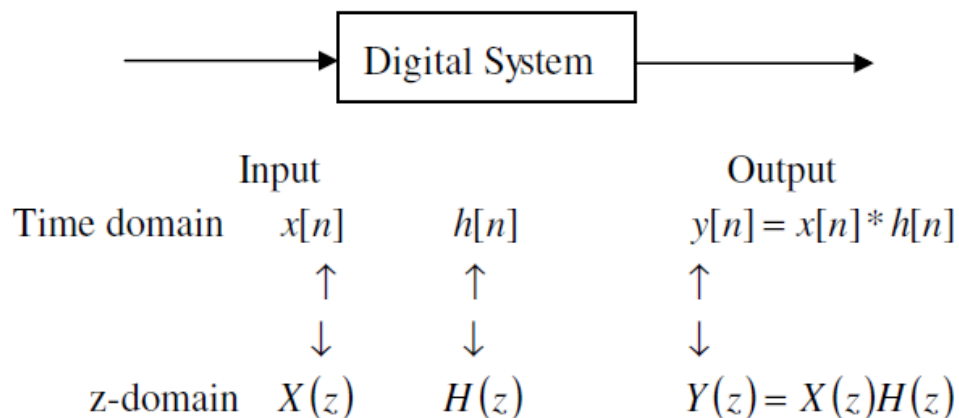 Digital System
Input Output
Time domain x[n] h[n] y[n] = x[n] * h[n]
↑ ↑ ↑
↓ ↓ ↓
z-domain X(z) H(z) Y(z) = X(z)H(z)